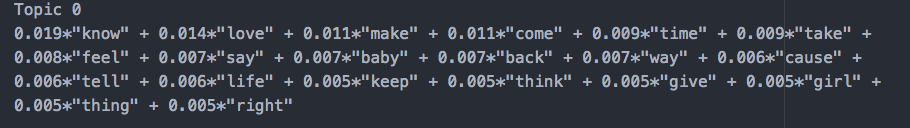 Topic 0
0.019*"know" + 0.014*"love" + 0.011*"make" + 0.011*"come" + 0.009*"time" + 0.009*"take" +
0.008*"feel" + 0.007*"say" + 0.007*"baby" + 0.007*"back" + 0.007*"way" + 0.006*"cause" +
0.006*"tell" + 0.006*"life" + 0.005*"keep" + 0.005*"think" + 0.005*"give" + 0.005*"girl" +
0.005*"thing" + 0.005*"right"